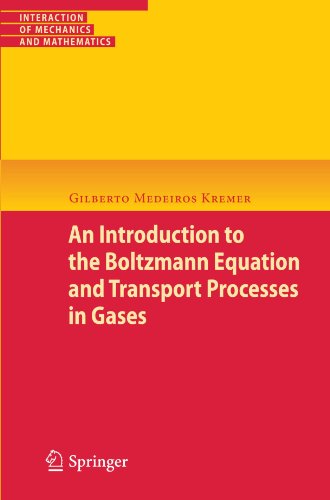 INTERACTION
OF MECHANICS
AND MATHEMATICS
GILBERTO MEDEIROS KREMER
An Introduction to
the Boltzmann Equation
and Transport Processes
in Gases
Springer